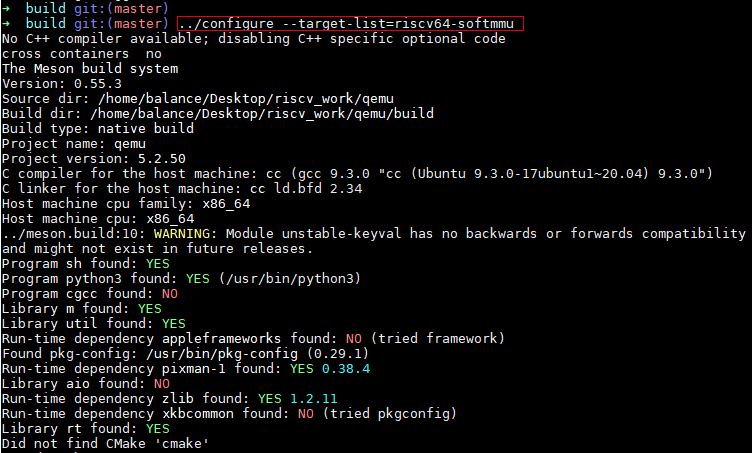 ➜  build git:(master)
➜  build git:(master) ../configure --target-list=riscv64-softmmu
No C++ compiler available; disabling C++ specific optional code
cross containers  no
The Meson build system
Version: 0.55.3
Source dir: /home/balance/Desktop/riscv_work/qemu
Build dir: /home/balance/Desktop/riscv_work/qemu/build
Build type: native build
Project name: qemu
Project version: 5.2.50
C compiler for the host machine: cc (gcc 9.3.0 "cc (Ubuntu 9.3.0-17ubuntu1~20.04) 9.3.0")
C linker for the host machine: cc ld.bfd 2.34
Host machine cpu family: x86_64
Host machine cpu: x86_64
../meson.build:10: WARNING: Module unstable-keyval has no backwards or forwards compatibility
and might not exist in future releases.
Program sh found: YES
Program python3 found: YES (/usr/bin/python3)
Program cgcc found: NO
Library m found: YES
Library util found: YES
Run-time dependency appleframeworks found: NO (tried framework)
Found pkg-config: /usr/bin/pkg-config (0.29.1)
Run-time dependency pixman-1 found: YES 0.38.4
Library aio found: NO
Run-time dependency zlib found: YES 1.2.11
Run-time dependency xkbcommon found: NO (tried pkgconfig)
Library rt found: YES
Did not find CMake 'cmake'